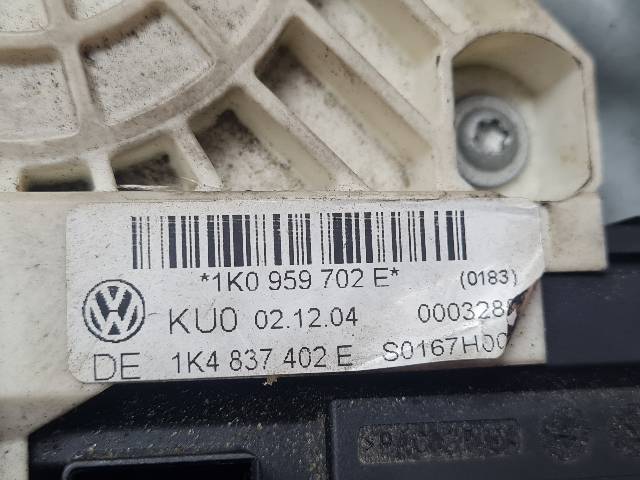 *1K0 959 702 E* (0183)
KU0 02.12.04 000328
DE 1K4 837 402 E S0167H00